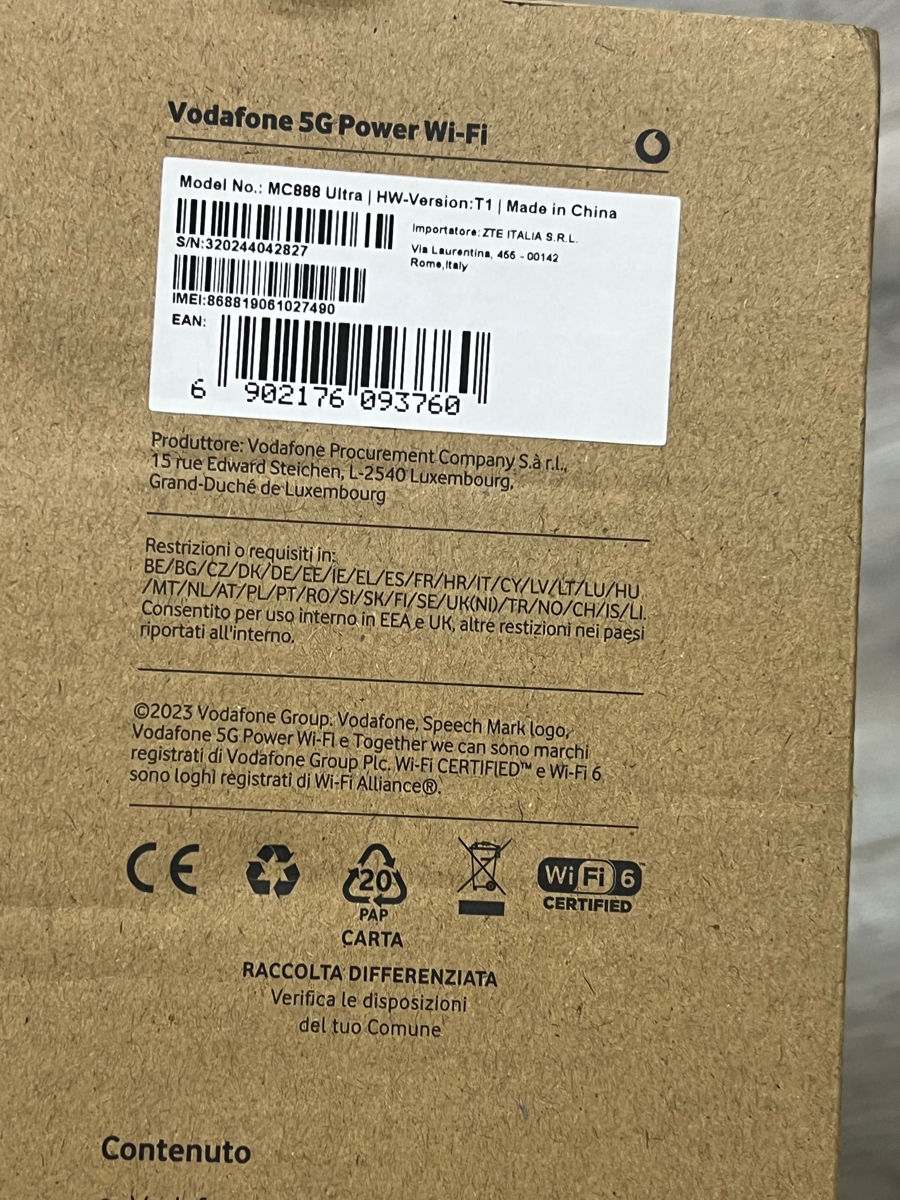 Vodafone 5G Power Wi-Fi
Model No.: MC888 Ultra | HW-Version:T1 | Made in China
S/N:320244042827
Importatore: ZTE ITALIA S.R.L.
Via Laurentina, 456 - 00142
Rome,Italy
IMEI:868819061027490
EAN:
6 902176 093760
Produttore: Vodafone Procurement Company S.à r.l.,
15 rue Edward Steichen, L-2540 Luxembourg,
Grand-Duché de Luxembourg
Restrizioni o requisiti in:
BE/BG/CZ/DK/DE/EE/IE/EL/ES/FR/HR/IT/CY/LV/LT/LU/HU
/MT/NL/AT/PL/PT/RO/SI/SK/FI/SE/UK(NI)/TR/NO/CH/IS/LI.
Consentito per uso interno in EEA e UK, altre restizioni nei paesi
riportati all'interno.
©2023 Vodafone Group. Vodafone, Speech Mark logo,
Vodafone 5G Power Wi-Fi e Together we can sono marchi
registrati di Vodafone Group Plc. Wi-Fi CERTIFIED™ e Wi-Fi 6
sono loghi registrati di Wi-Fi Alliance®.
CE
20
PAP
CARTA
Wi Fi 6
CERTIFIED
RACCOLTA DIFFERENZIATA
Verifica le disposizioni
del tuo Comune
Contenuto